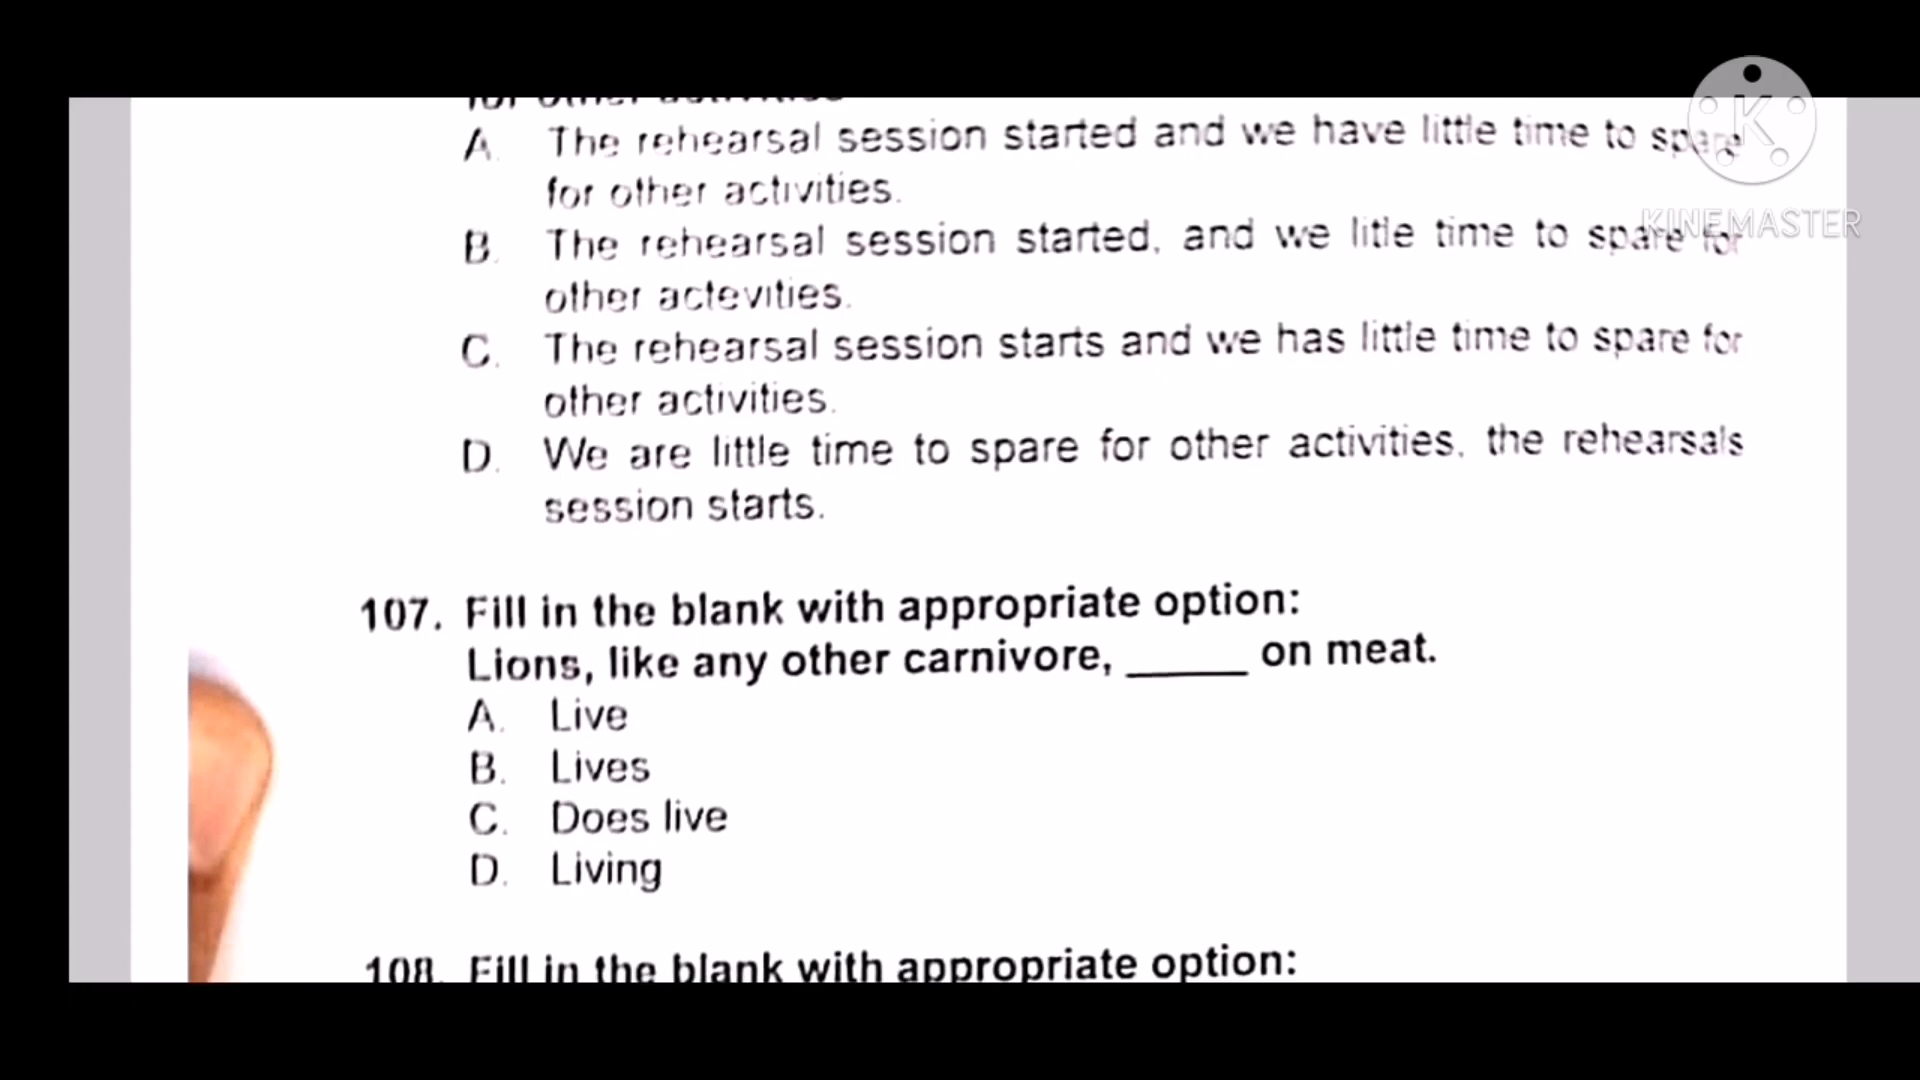 for other activities
A. The rehearsal session started and we have little time to spare
for other activities.
B. The rehearsal session started, and we litle time to spare for
other actevities.
C. The rehearsal session starts and we has little time to spare for
other activities.
D. We are little time to spare for other activities. the rehearsals
session starts.
107. Fill in the blank with appropriate option:
Lions, like any other carnivore, ______ on meat.
A. Live
B. Lives
C. Does live
D. Living
108. Fill in the blank with appropriate option:
K
KINEMASTER